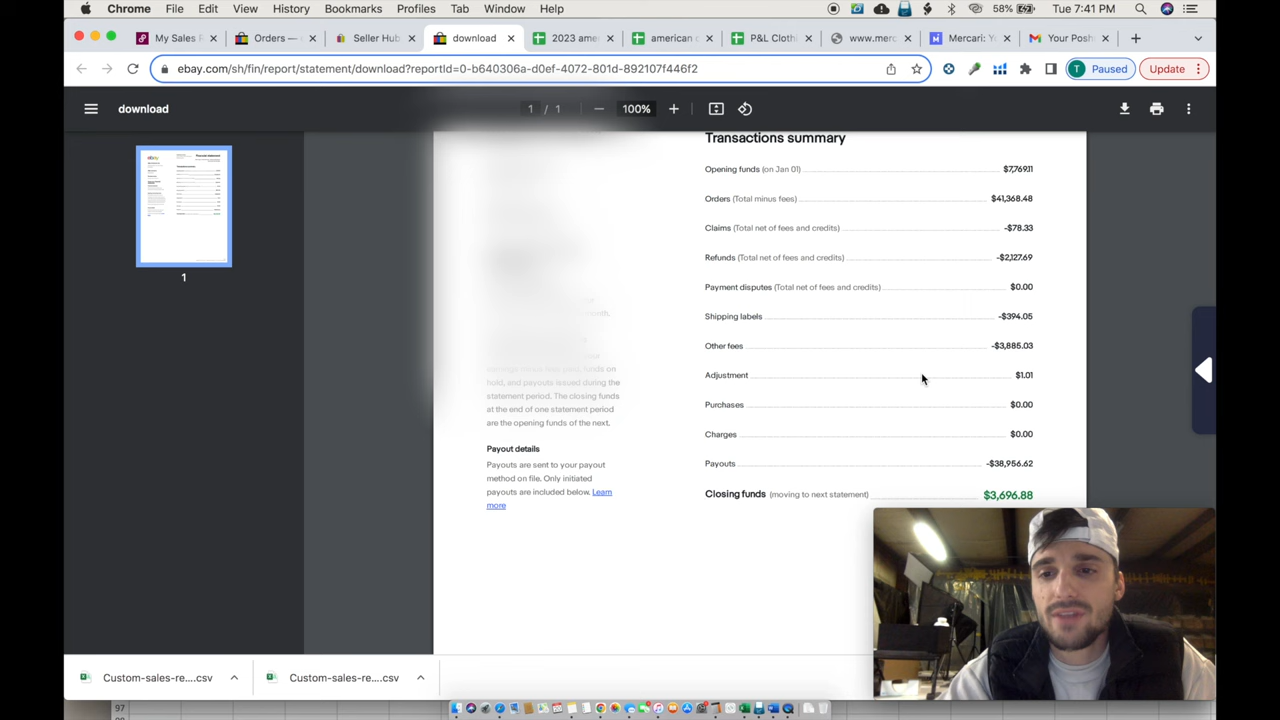 Chrome File Edit View History Bookmarks Profiles Tab Window Help 58% Tue 7:41 PM
My Sales R Orders — Seller Hub download 2023 ame american c P&L Clothi www.merc Mercari: Y Your Posh
ebay.com/sh/fin/report/statement/download?reportId=0-b640306a-d0ef-4072-801d-892107f446f2 T Paused Update
download 1 / 1 100%
Transactions summary
Opening funds (on Jan 01) $7,769.11
Orders (Total minus fees) $41,368.48
Claims (Total net of fees and credits) -$78.33
Refunds (Total net of fees and credits) -$2,127.69
Payment disputes (Total net of fees and credits) $0.00
Shipping labels -$394.05
Other fees -$3,885.03
Adjustment $1.01
Purchases $0.00
Charges $0.00
Payouts -$38,956.62
Closing funds (moving to next statement) $3,696.88
1
hold, and payouts issued during the
statement period. The closing funds
at the end of one statement period
are the opening funds of the next.
Payout details
Payouts are sent to your payout
method on file. Only initiated
payouts are included below. Learn
more
Custom-sales-re....csv Custom-sales-re....csv
97